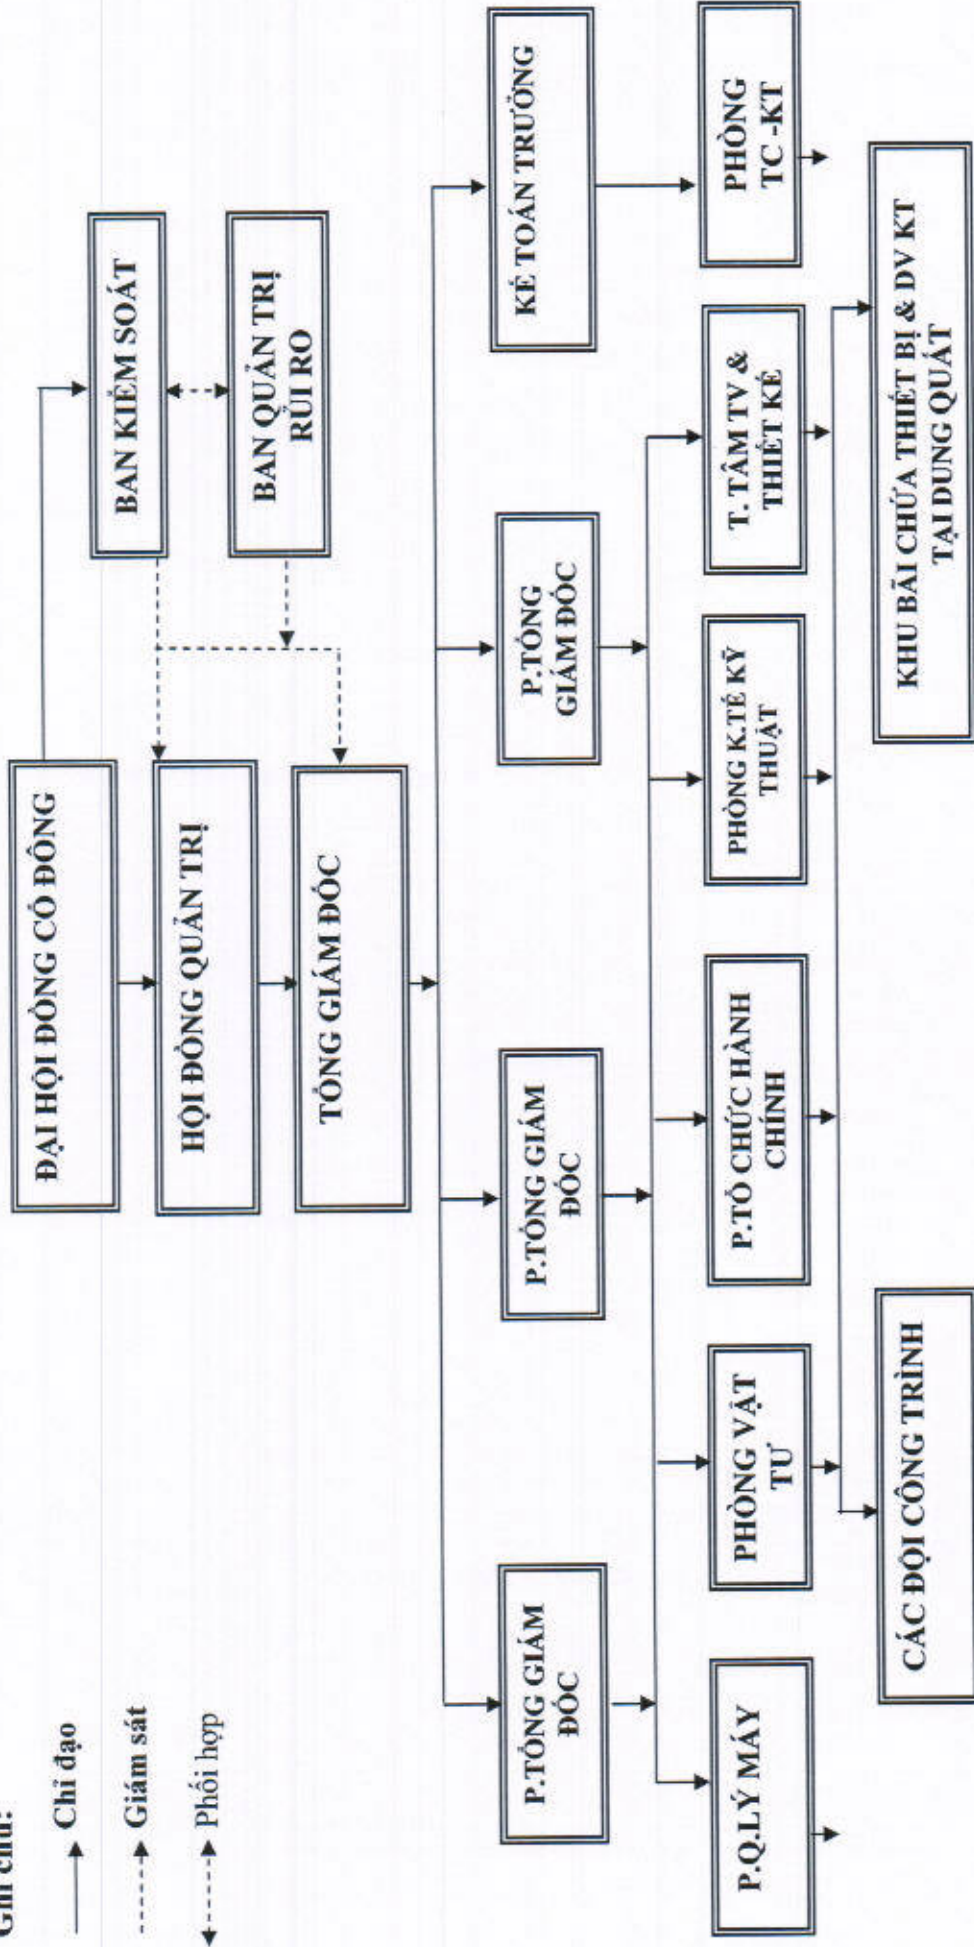 ĐẠI HỘI ĐỒNG CỔ ĐÔNG
BAN KIỂM SOÁT
HỘI ĐỒNG QUẢN TRỊ
BAN QUẢN TRỊ
RỦI RO
TỔNG GIÁM ĐỐC
Ghi chú:
Chỉ đạo
Giám sát
Phối hợp
P.TỔNG GIÁM
ĐỐC
P.TỔNG GIÁM
ĐỐC
P.TỔNG
GIÁM ĐỐC
KẾ TOÁN TRƯỞNG
P.Q.LÝ MÁY
PHÒNG VẬT
TƯ
P.TỔ CHỨC HÀNH
CHÍNH
PHÒNG K.TẾ KỸ
THUẬT
T. TÂM TV &
THIẾT KẾ
PHÒNG
TC -KT
CÁC ĐỘI CÔNG TRÌNH
KHU BÃI CHỨA THIẾT BỊ & DV KT
TẠI DUNG QUẤT